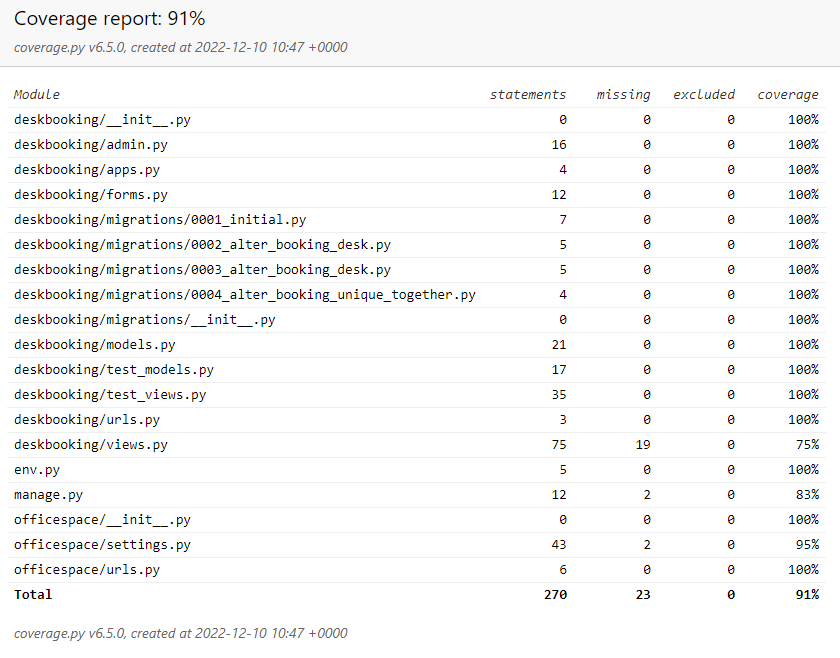 Coverage report: 91%
coverage.py v6.5.0, created at 2022-12-10 10:47 +0000
Module statements missing excluded coverage
deskbooking/__init__.py 0 0 0 100%
deskbooking/admin.py 16 0 0 100%
deskbooking/apps.py 4 0 0 100%
deskbooking/forms.py 12 0 0 100%
deskbooking/migrations/0001_initial.py 7 0 0 100%
deskbooking/migrations/0002_alter_booking_desk.py 5 0 0 100%
deskbooking/migrations/0003_alter_booking_desk.py 5 0 0 100%
deskbooking/migrations/0004_alter_booking_unique_together.py 4 0 0 100%
deskbooking/migrations/__init__.py 0 0 0 100%
deskbooking/models.py 21 0 0 100%
deskbooking/test_models.py 17 0 0 100%
deskbooking/test_views.py 35 0 0 100%
deskbooking/urls.py 3 0 0 100%
deskbooking/views.py 75 19 0 75%
env.py 5 0 0 100%
manage.py 12 2 0 83%
officespace/__init__.py 0 0 0 100%
officespace/settings.py 43 2 0 95%
officespace/urls.py 6 0 0 100%
Total 270 23 0 91%
coverage.py v6.5.0, created at 2022-12-10 10:47 +0000